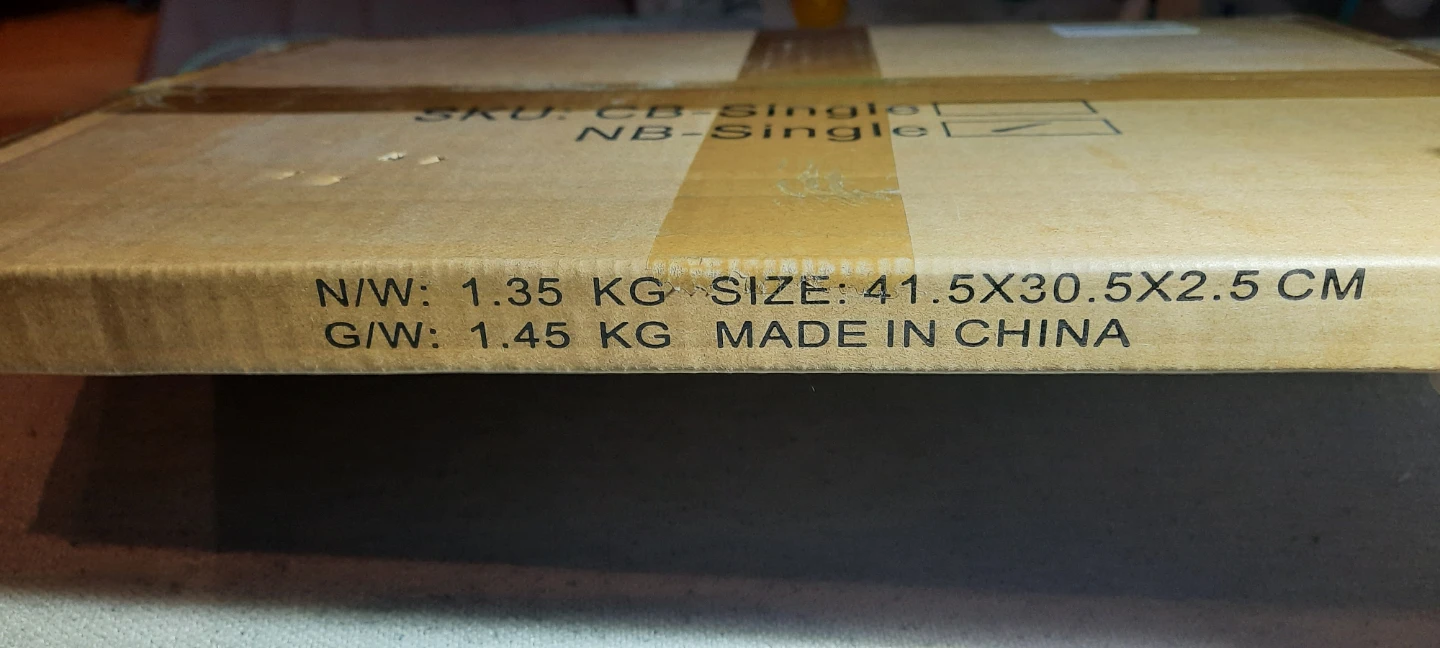 SKU: CB-Single
NB-Single
N/W: 1.35 KG SIZE: 41.5X30.5X2.5 CM
G/W: 1.45 KG MADE IN CHINA